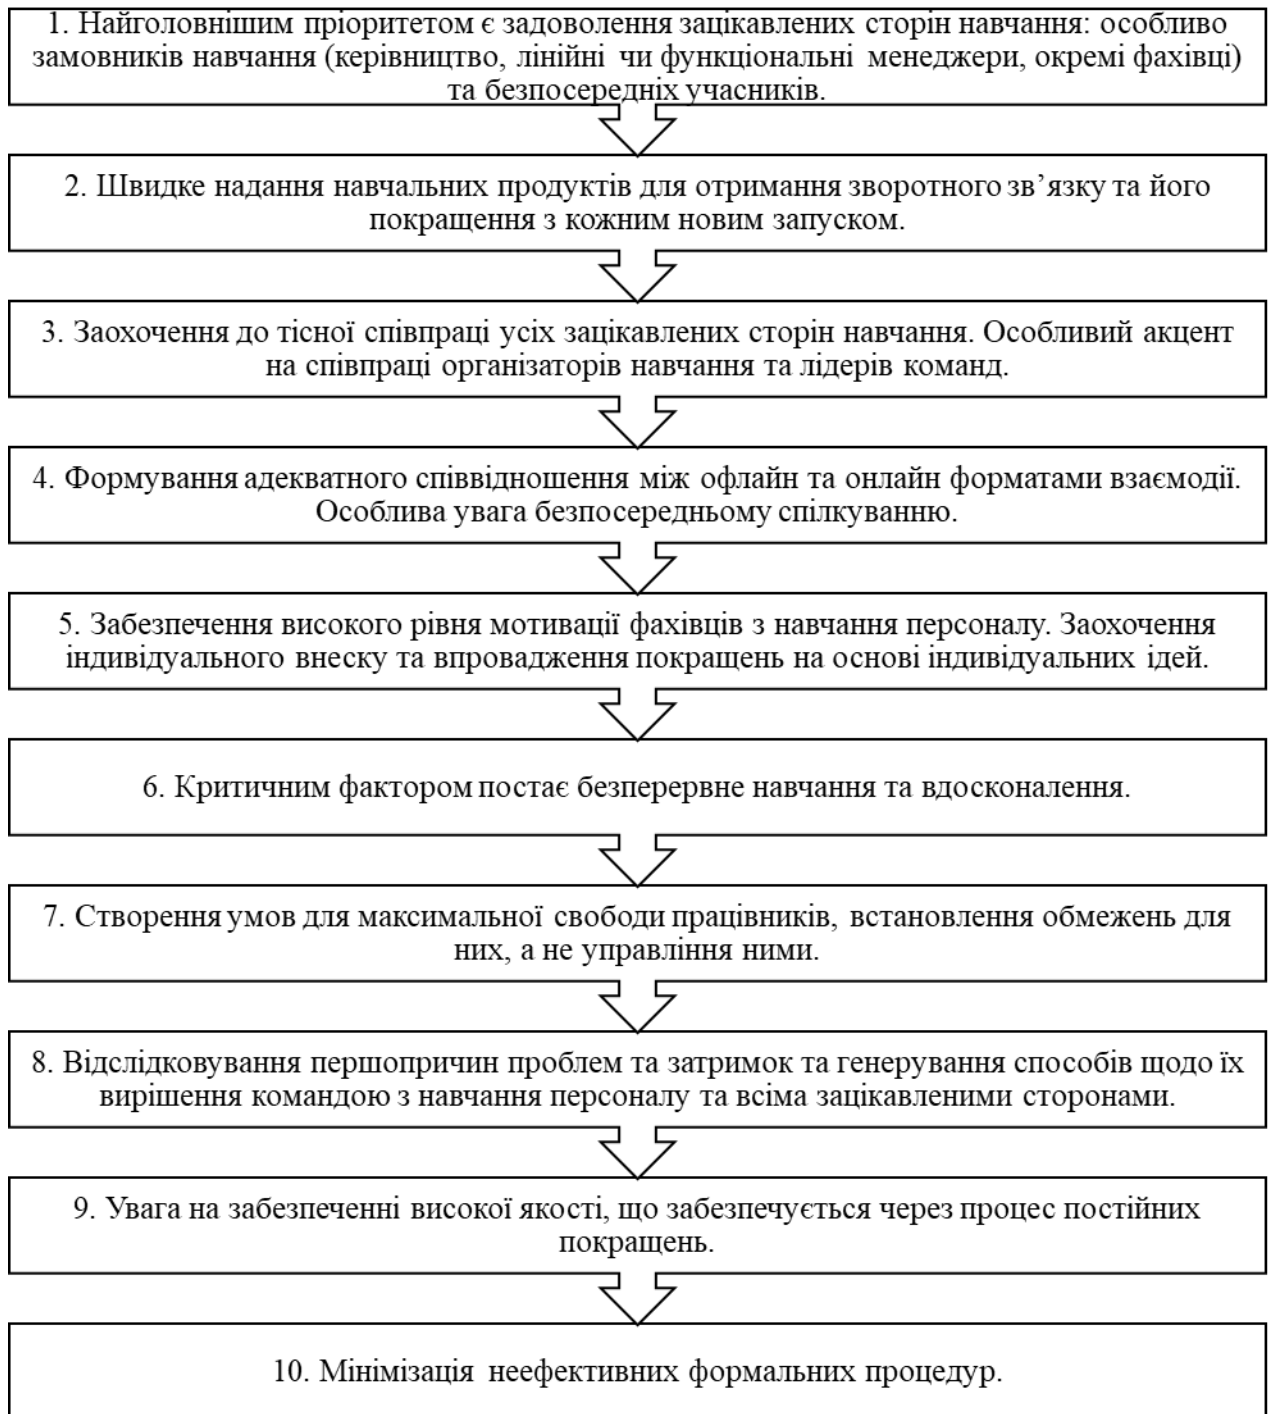 1. Найголовнішим пріоритетом є задоволення зацікавлених сторін навчання: особливо
замовників навчання (керівництво, лінійні чи функціональні менеджери, окремі фахівці)
та безпосередніх учасників.
2. Швидке надання навчальних продуктів для отримання зворотного зв’язку та його
покращення з кожним новим запуском.
3. Заохочення до тісної співпраці усіх зацікавлених сторін навчання. Особливий акцент
на співпраці організаторів навчання та лідерів команд.
4. Формування адекватного співвідношення між офлайн та онлайн форматами взаємодії.
Особлива увага безпосередньому спілкуванню.
5. Забезпечення високого рівня мотивації фахівців з навчання персоналу. Заохочення
індивідуального внеску та впровадження покращень на основі індивідуальних ідей.
6. Критичним фактором постає безперервне навчання та вдосконалення.
7. Створення умов для максимальної свободи працівників, встановлення обмежень для
них, а не управління ними.
8. Відслідковування першопричин проблем та затримок та генерування способів щодо їх
вирішення командою з навчання персоналу та всіма зацікавленими сторонами.
9. Увага на забезпеченні високої якості, що забезпечується через процес постійних
покращень.
10. Мінімізація неефективних формальних процедур.